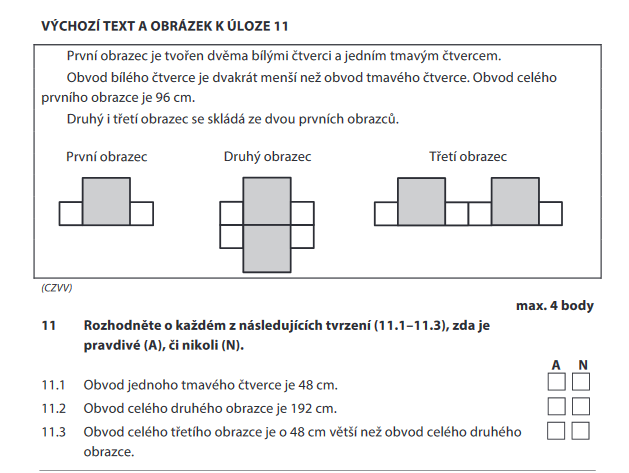 VÝCHOZÍ TEXT A OBRÁZEK K ÚLOZE 11
První obrazec je tvořen dvěma bílými čtverci a jedním tmavým čtvercem.
Obvod bílého čtverce je dvakrát menší než obvod tmavého čtverce. Obvod celého
prvního obrazce je 96 cm.
Druhý i třetí obrazec se skládá ze dvou prvních obrazců.
První obrazec Druhý obrazec Třetí obrazec
(CZVV)
max. 4 body
11 Rozhodněte o každém z následujících tvrzení (11.1–11.3), zda je
pravdivé (A), či nikoli (N).
A N
11.1 Obvod jednoho tmavého čtverce je 48 cm.
11.2 Obvod celého druhého obrazce je 192 cm.
11.3 Obvod celého třetího obrazce je o 48 cm větší než obvod celého druhého
obrazce.